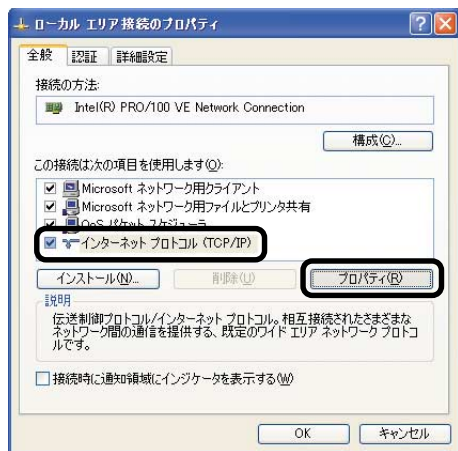 ローカル エリア接続のプロパティ
全般 認証 詳細設定
接続の方法:
Intel(R) PRO/100 VE Network Connection
構成(C)...
この接続は次の項目を使用します(O):
Microsoft ネットワーク用クライアント
Microsoft ネットワーク用ファイルとプリンタ共有
QoS パケット スケジューラ
インターネット プロトコル (TCP/IP)
インストール(N)... 削除(U) プロパティ(R)
説明
伝送制御プロトコル/インターネット プロトコル。相互接続されたさまざまな
ネットワーク間の通信を提供する、既定のワイド エリア ネットワーク プロトコ
ルです。
接続時に通知領域にインジケータを表示する(W)
OK キャンセル